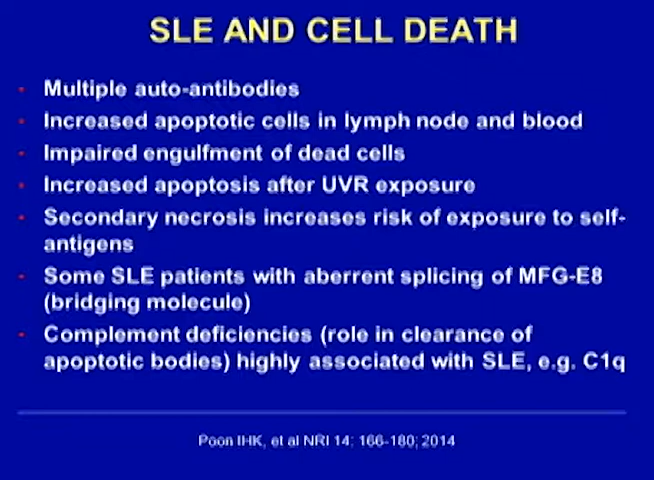 SLE AND CELL DEATH
• Multiple auto-antibodies
• Increased apoptotic cells in lymph node and blood
• Impaired engulfment of dead cells
• Increased apoptosis after UVR exposure
• Secondary necrosis increases risk of exposure to self-
antigens
• Some SLE patients with aberrent splicing of MFG-E8
(bridging molecule)
• Complement deficiencies (role in clearance of
apoptotic bodies) highly associated with SLE, e.g. C1q
Poon IHK, et al NRI 14: 166-180; 2014